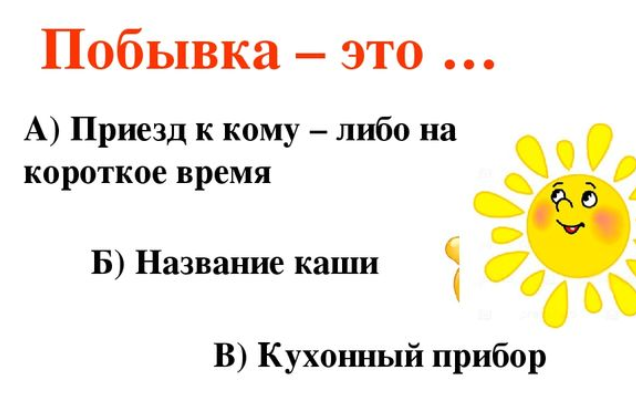 Побывка – это …
А) Приезд к кому – либо на
короткое время
Б) Название каши
В) Кухонный прибор